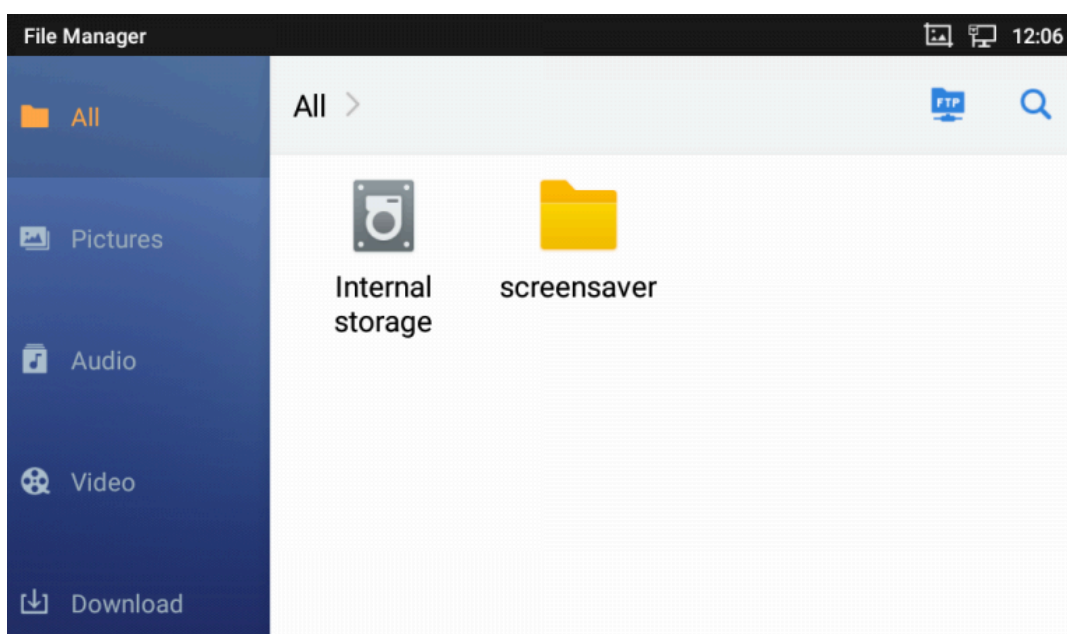 File Manager
12:06
All
All >
FTP
Pictures
Internal
storage
screensaver
Audio
Video
Download